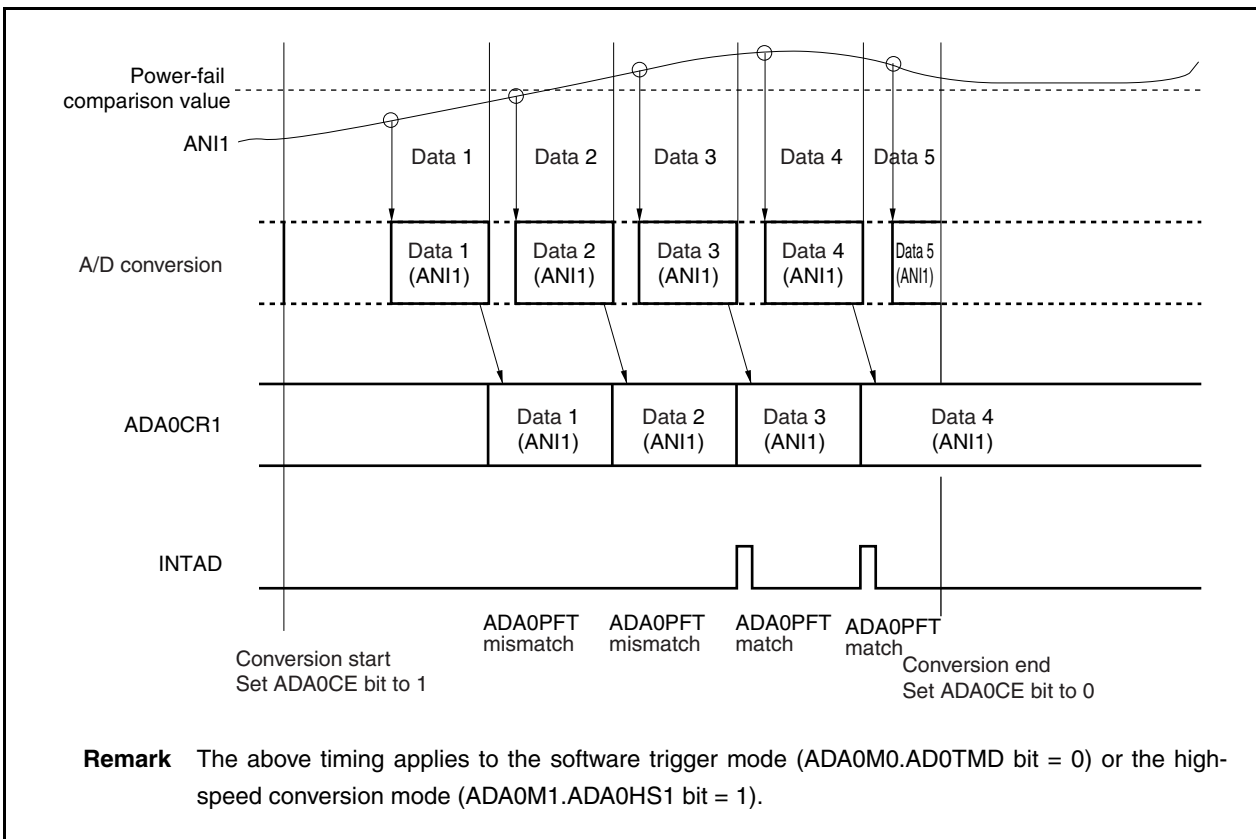 Power-fail
comparison value
ANI1
Data 1
Data 2
Data 3
Data 4
Data 5
A/D conversion
Data 1
(ANI1)
Data 2
(ANI1)
Data 3
(ANI1)
Data 4
(ANI1)
Data 5
(ANI1)
ADA0CR1
Data 1
(ANI1)
Data 2
(ANI1)
Data 3
(ANI1)
Data 4
(ANI1)
INTAD
ADA0PFT
mismatch
ADA0PFT
mismatch
ADA0PFT
match
ADA0PFT
match
Conversion start
Set ADA0CE bit to 1
Conversion end
Set ADA0CE bit to 0
Remark The above timing applies to the software trigger mode (ADA0M0.AD0TMD bit = 0) or the high-
speed conversion mode (ADA0M1.ADA0HS1 bit = 1).